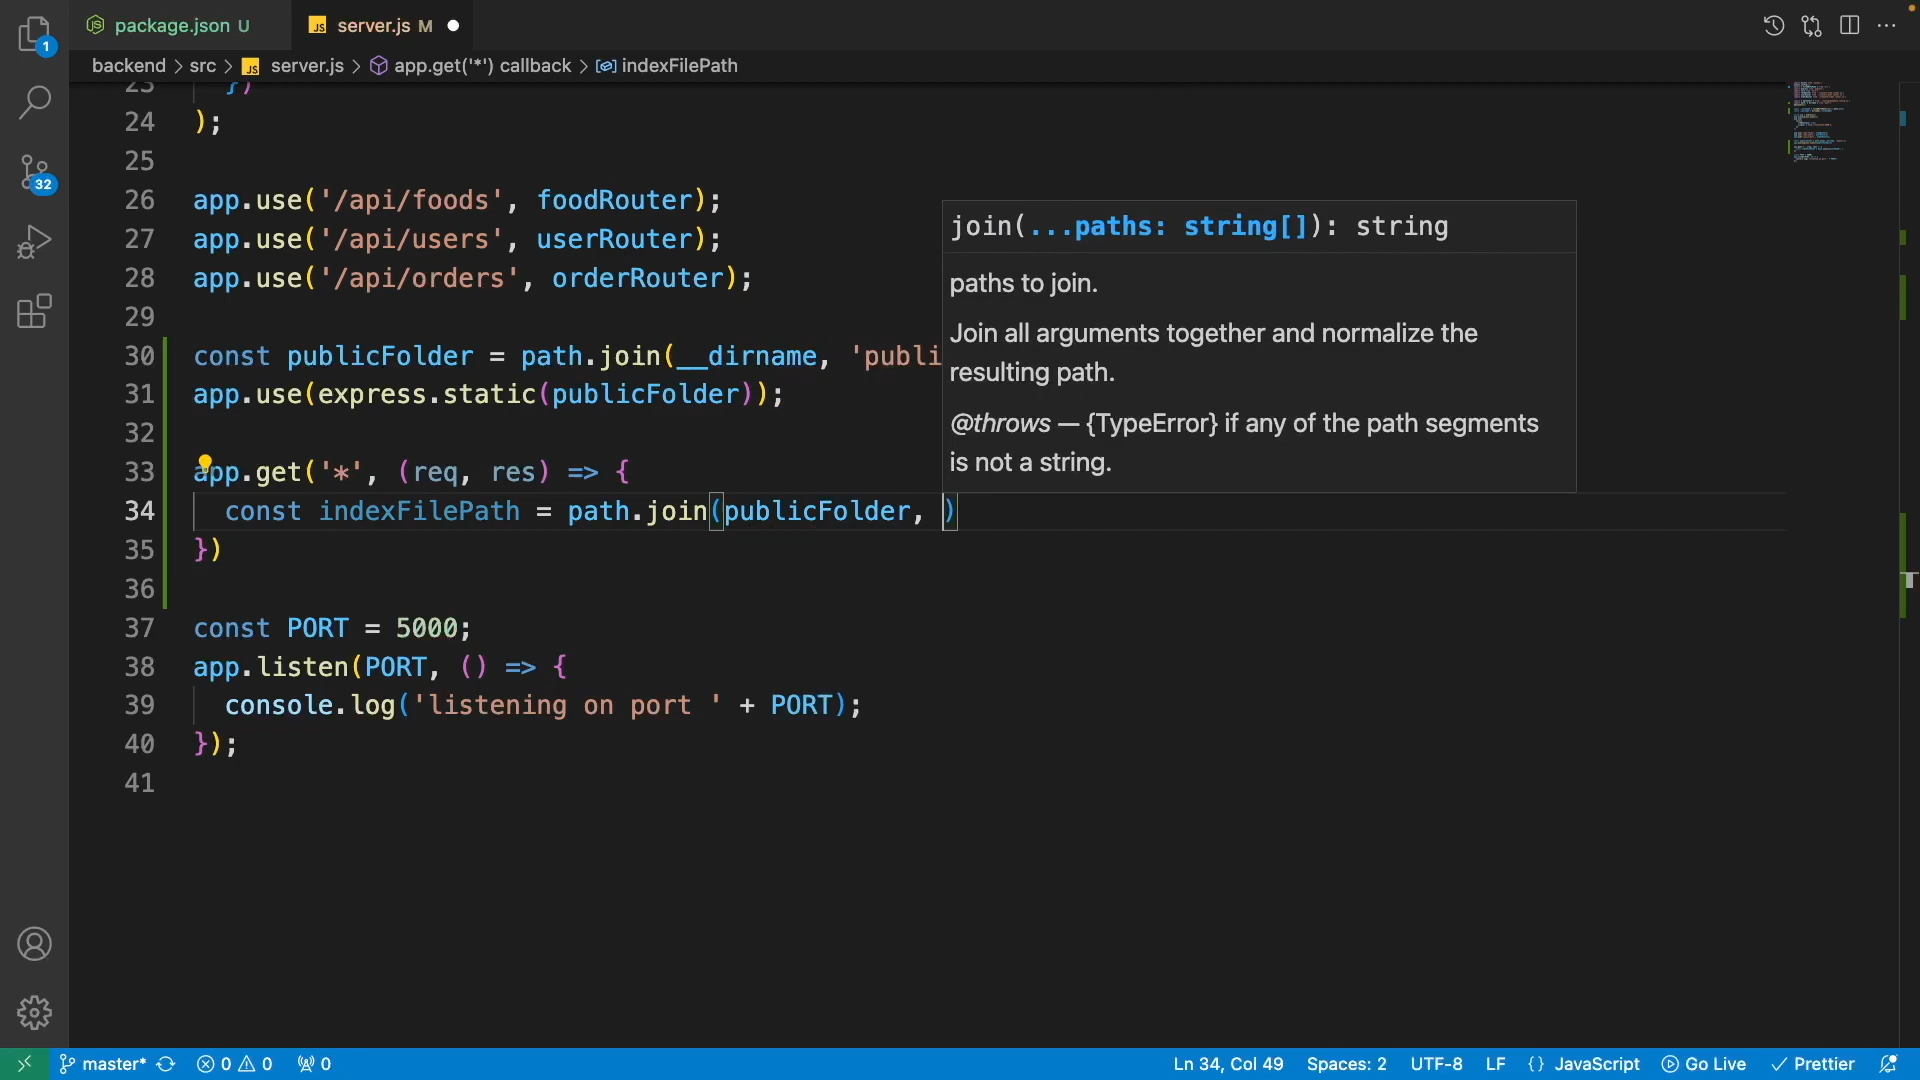 package.json U
server.js M
backend > src > JS server.js > app.get('*') callback > indexFilePath
1
32
23 })
24 );
25
26 app.use('/api/foods', foodRouter);
27 app.use('/api/users', userRouter);
28 app.use('/api/orders', orderRouter);
29
30 const publicFolder = path.join(__dirname, 'publi
31 app.use(express.static(publicFolder));
32
33 app.get('*', (req, res) => {
34 const indexFilePath = path.join(publicFolder, )
35 })
36
37 const PORT = 5000;
38 app.listen(PORT, () => {
39 console.log('listening on port ' + PORT);
40 });
41
join(...paths: string[]): string
paths to join.
Join all arguments together and normalize the
resulting path.
@throws — {TypeError} if any of the path segments
is not a string.
master* 0 0 0 Ln 34, Col 49 Spaces: 2 UTF-8 LF {} JavaScript Go Live Prettier